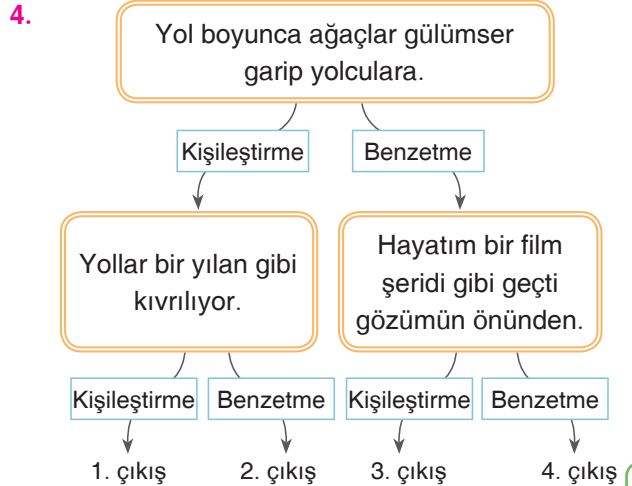 4.
Yol boyunca ağaçlar gülümser
garip yolculara.
Kişileştirme
Benzetme
Yollar bir yılan gibi
kıvrılıyor.
Hayatım bir film
şeridi gibi geçti
gözümün önünden.
Kişileştirme
Benzetme
Kişileştirme
Benzetme
1. çıkış
2. çıkış
3. çıkış
4. çıkış